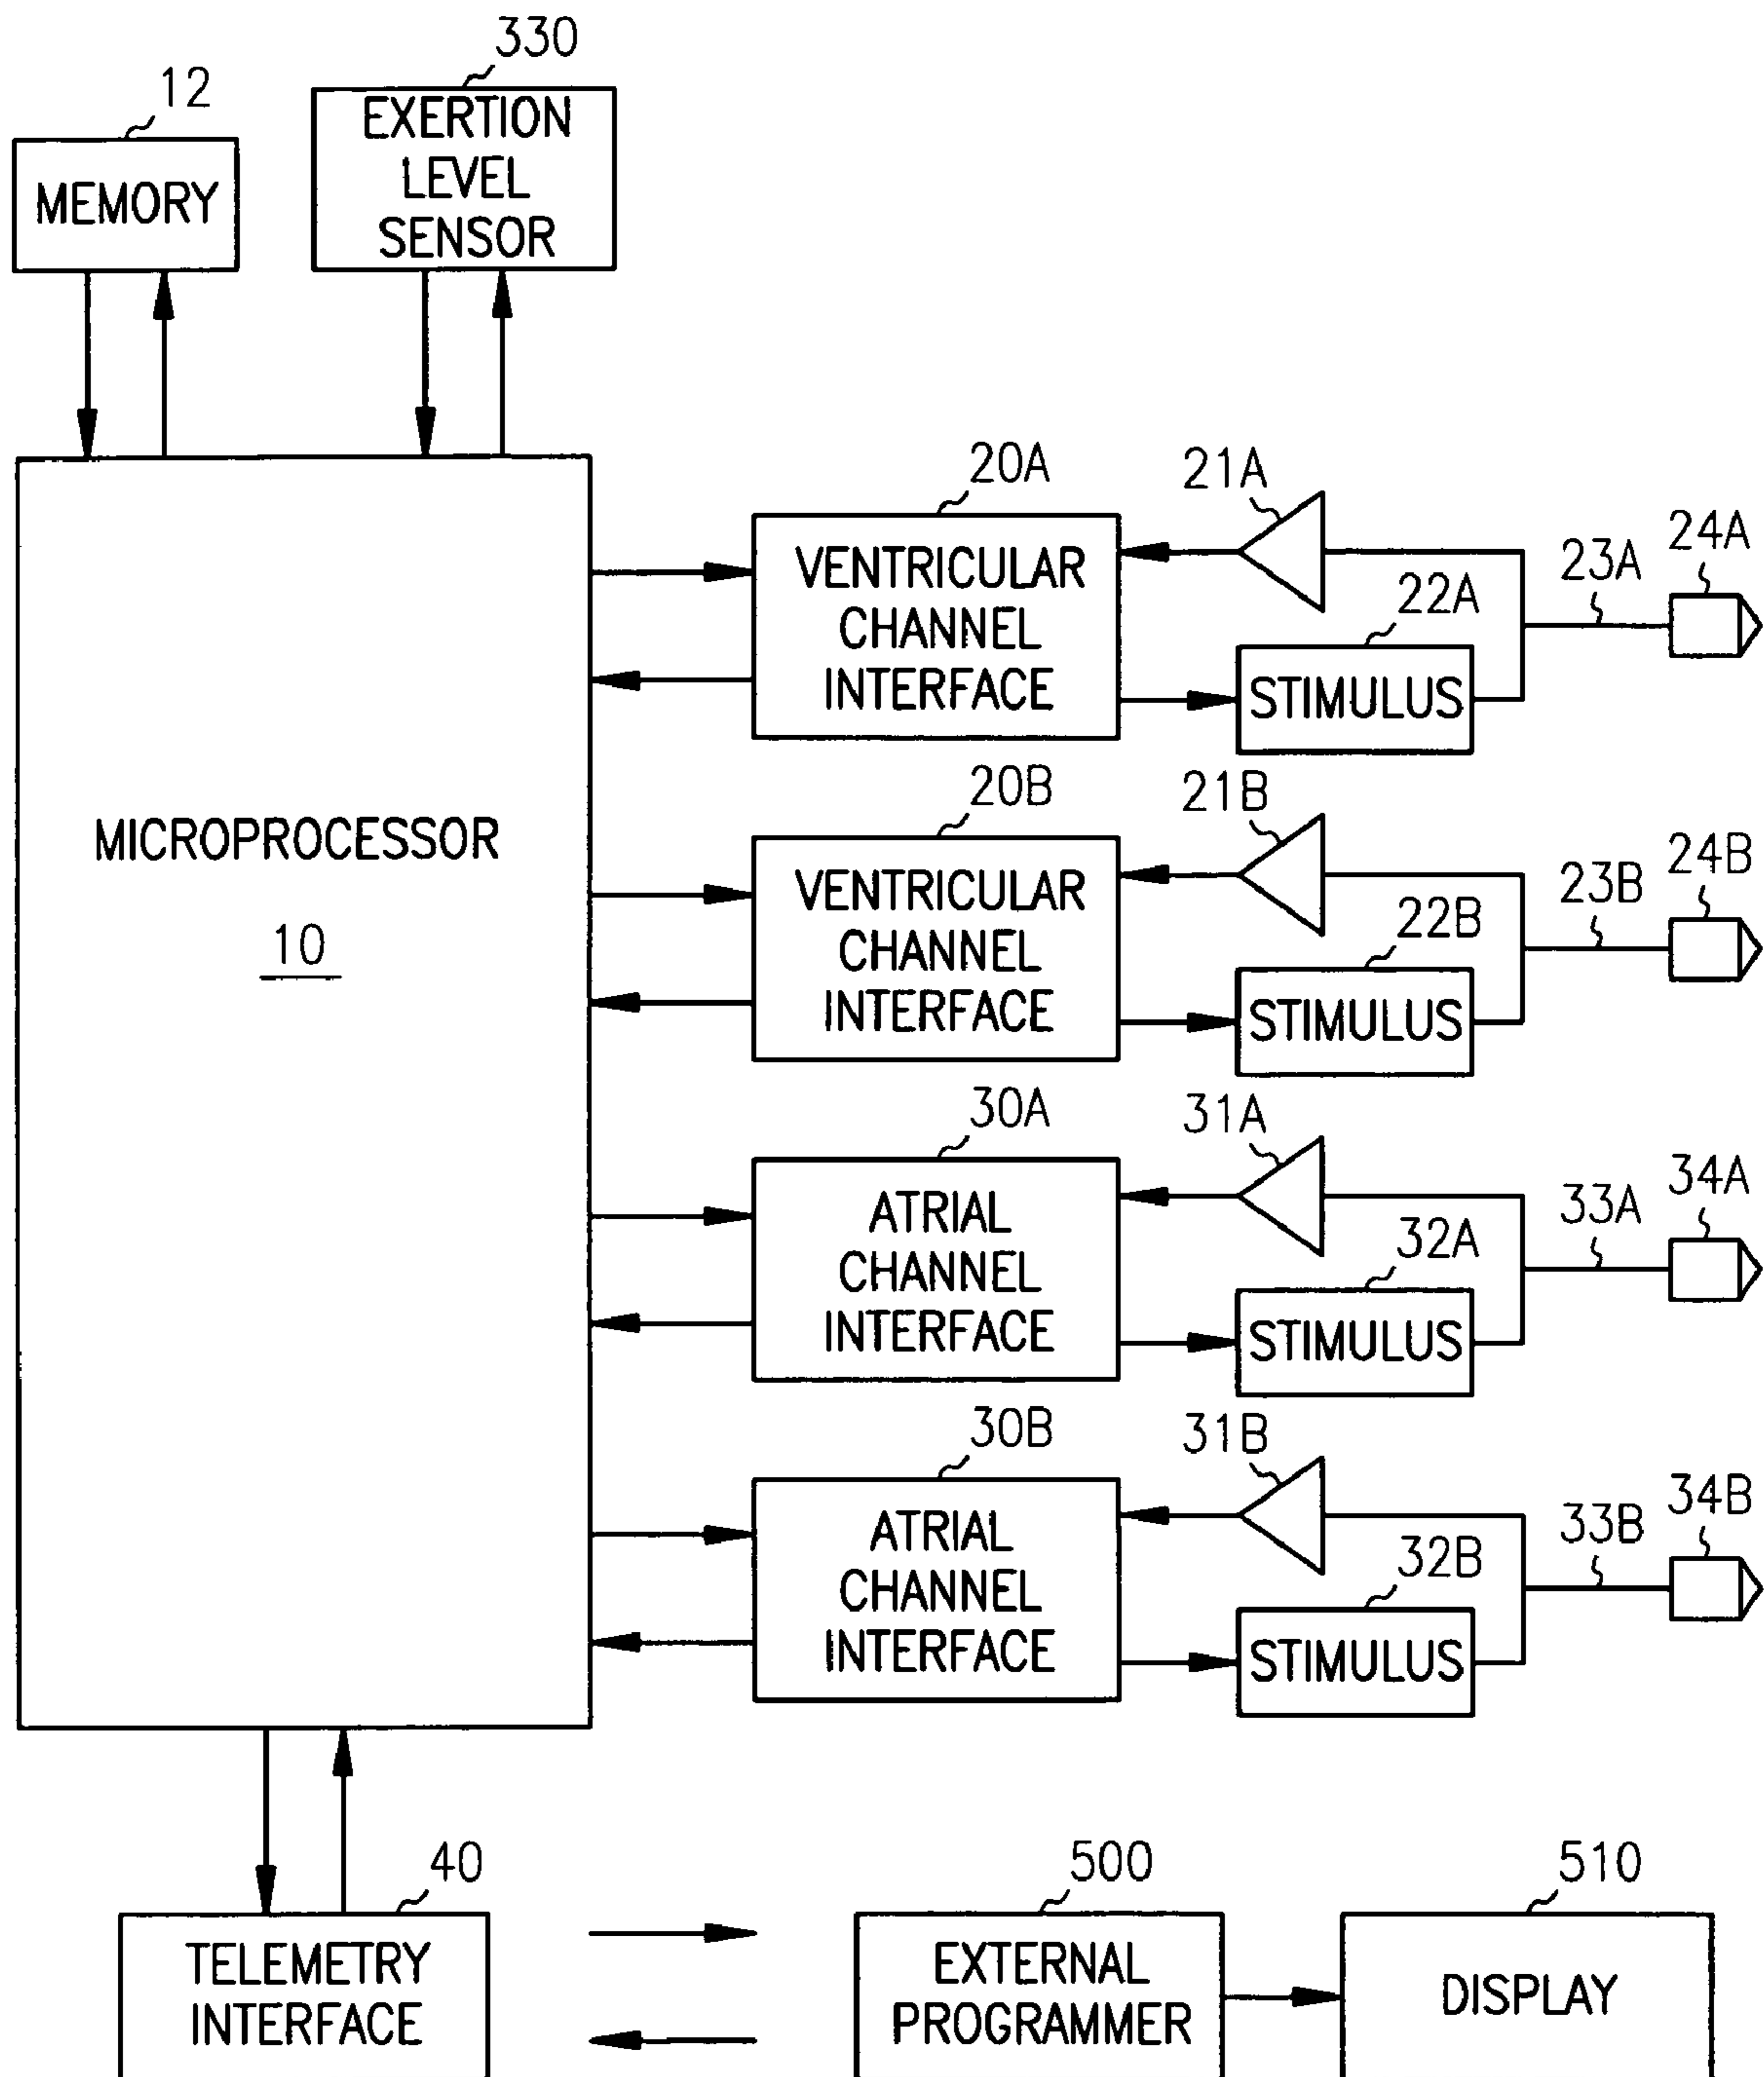 330
12
EXERTION
LEVEL
SENSOR
MEMORY
20A
21A
24A
23A
VENTRICULAR
CHANNEL
INTERFACE
22A
STIMULUS
MICROPROCESSOR
10
20B
21B
24B
23B
VENTRICULAR
CHANNEL
INTERFACE
22B
STIMULUS
30A
31A
34A
33A
ATRIAL
CHANNEL
INTERFACE
32A
STIMULUS
30B
31B
34B
33B
ATRIAL
CHANNEL
INTERFACE
32B
STIMULUS
40
TELEMETRY
INTERFACE
500
EXTERNAL
PROGRAMMER
510
DISPLAY